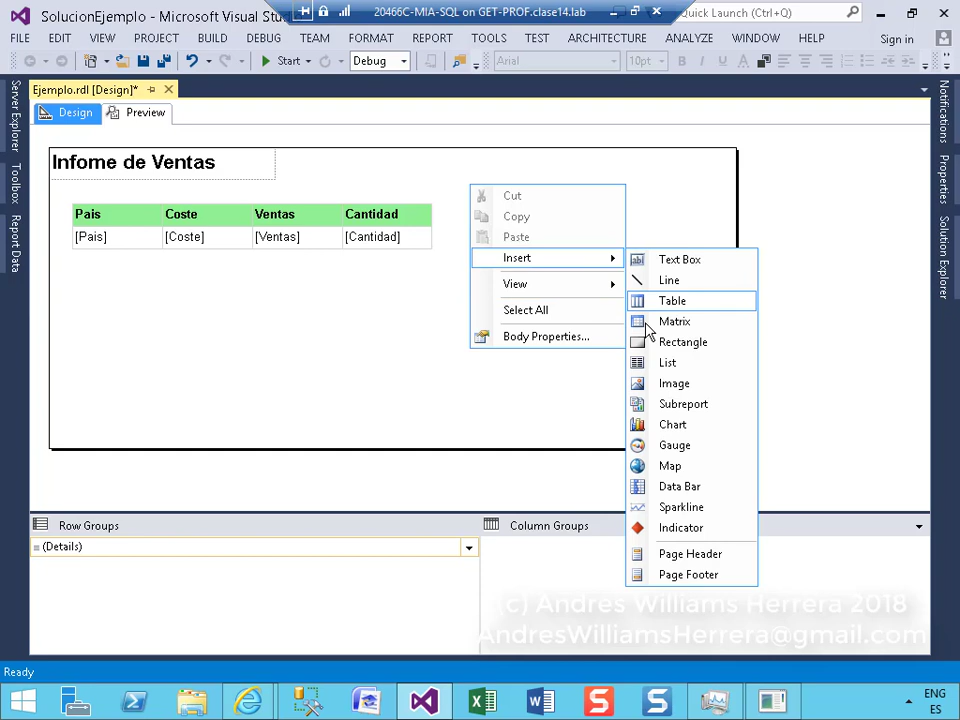 SolucionEjemplo - Microsoft Visual Stu
20466C-MIA-SQL on GET-PROF.clase14.lab
Quick Launch (Ctrl+Q)
FILE EDIT VIEW PROJECT BUILD DEBUG TEAM FORMAT REPORT TOOLS TEST ARCHITECTURE ANALYZE WINDOW HELP Sign in
Start Debug Arial 10pt B I U A
Ejemplo.rdl [Design]*
Design Preview
Server Explorer
Toolbox
Report Data
Notifications
Properties
Solution Explorer
Infome de Ventas
Pais Coste Ventas Cantidad
[Pais] [Coste] [Ventas] [Cantidad]
Cut
Copy
Paste
Insert
View
Select All
Body Properties...
Text Box
Line
Table
Matrix
Rectangle
List
Image
Subreport
Chart
Gauge
Map
Data Bar
Sparkline
Indicator
Page Header
Page Footer
Row Groups
Column Groups
(Details)
(c) Andres Williams Herrera 2018
AndresWilliamsHerrera@gmail.com
Ready
ENG
ES